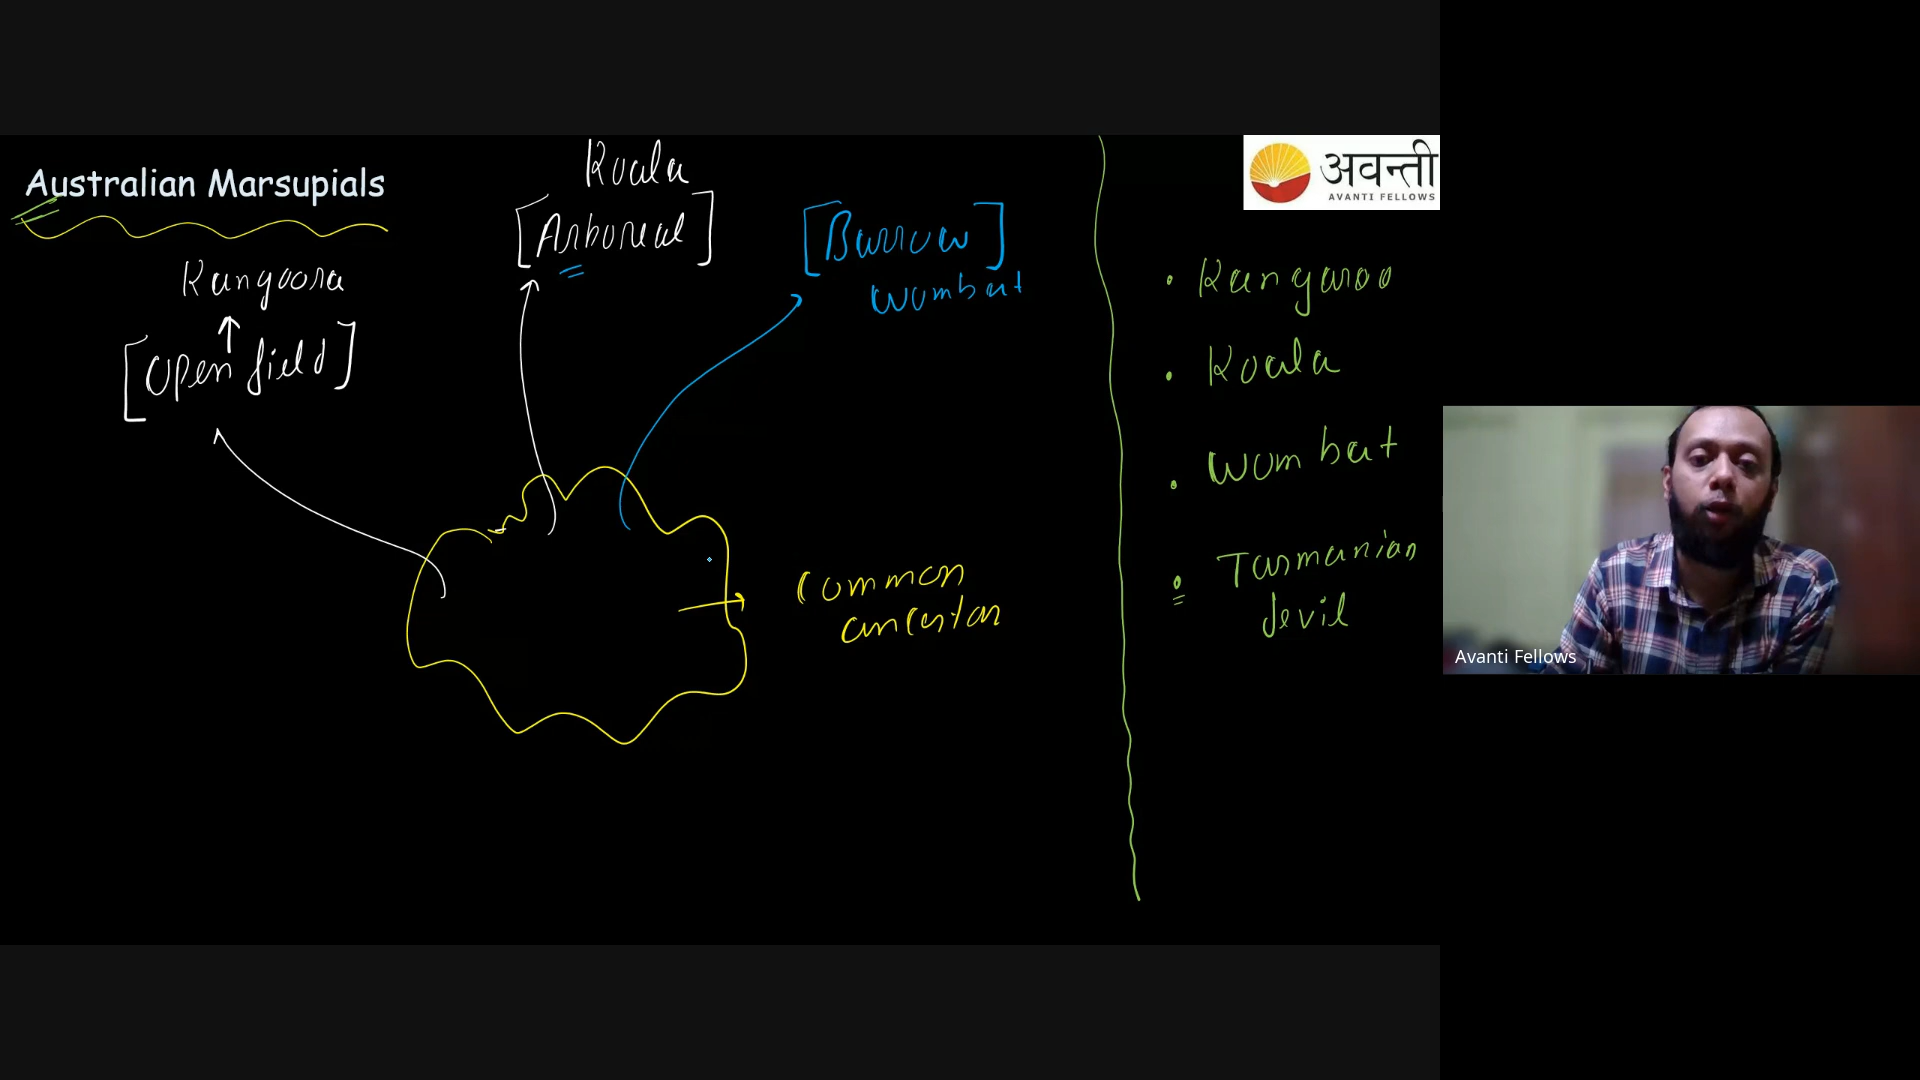 Australian Marsupials
Kangoora
[Open field]
Koala
[Arboreal]
[Burrow]
Wombat
Common
ancestor
अवन्ती
AVANTI FELLOWS
• Kangaroo
• Koala
• Wombat
• Tasmanian
devil
Avanti Fellows